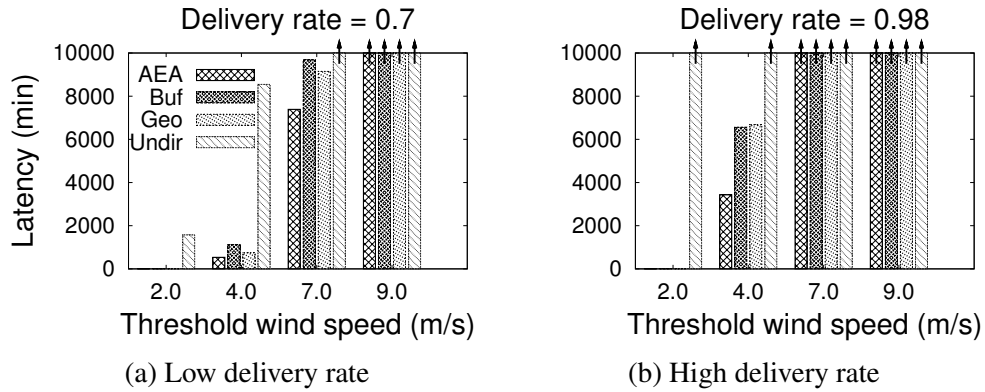 Delivery rate = 0.7
Latency (min)
10000
8000
6000
4000
2000
0
AEA
Buf
Geo
Undir
2.0 4.0 7.0 9.0
Threshold wind speed (m/s)
(a) Low delivery rate
Delivery rate = 0.98
10000
8000
6000
4000
2000
0
2.0 4.0 7.0 9.0
Threshold wind speed (m/s)
(b) High delivery rate